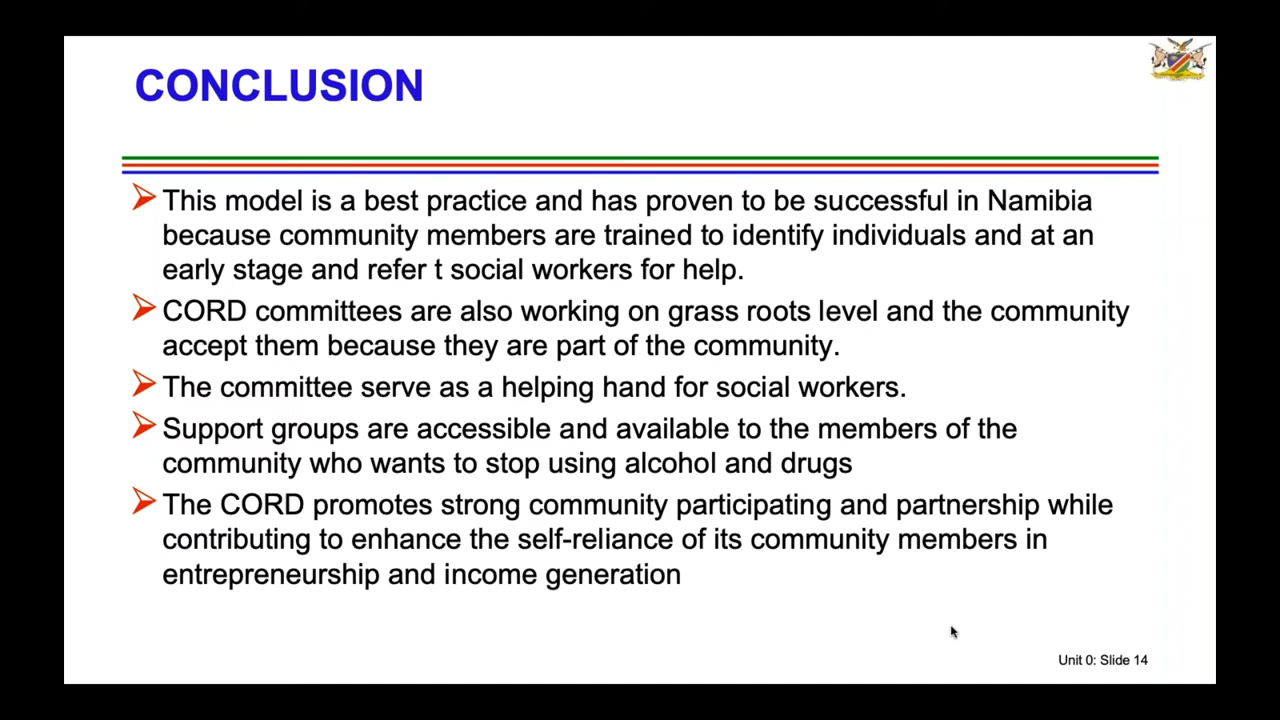 CONCLUSION
This model is a best practice and has proven to be successful in Namibia
because community members are trained to identify individuals and at an
early stage and refer t social workers for help.
CORD committees are also working on grass roots level and the community
accept them because they are part of the community.
The committee serve as a helping hand for social workers.
Support groups are accessible and available to the members of the
community who wants to stop using alcohol and drugs
The CORD promotes strong community participating and partnership while
contributing to enhance the self-reliance of its community members in
entrepreneurship and income generation
Unit 0: Slide 14